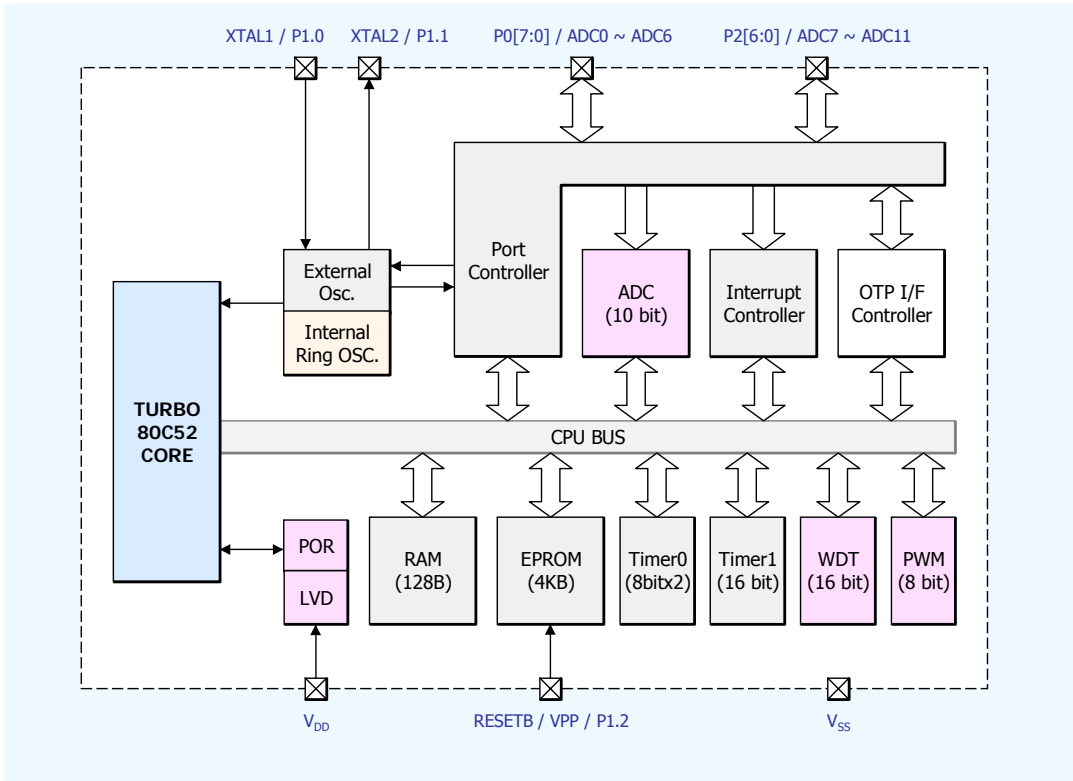 XTAL1 / P1.0
XTAL2 / P1.1
P0[7:0] / ADC0 ~ ADC6
P2[6:0] / ADC7 ~ ADC11
Port
Controller
External
Osc.
Internal
Ring OSC.
ADC
(10 bit)
Interrupt
Controller
OTP I/F
Controller
TURBO
80C52
CORE
CPU BUS
POR
LVD
RAM
(128B)
EPROM
(4KB)
Timer0
(8bitx2)
Timer1
(16 bit)
WDT
(16 bit)
PWM
(8 bit)
VDD
RESETB / VPP / P1.2
VSS